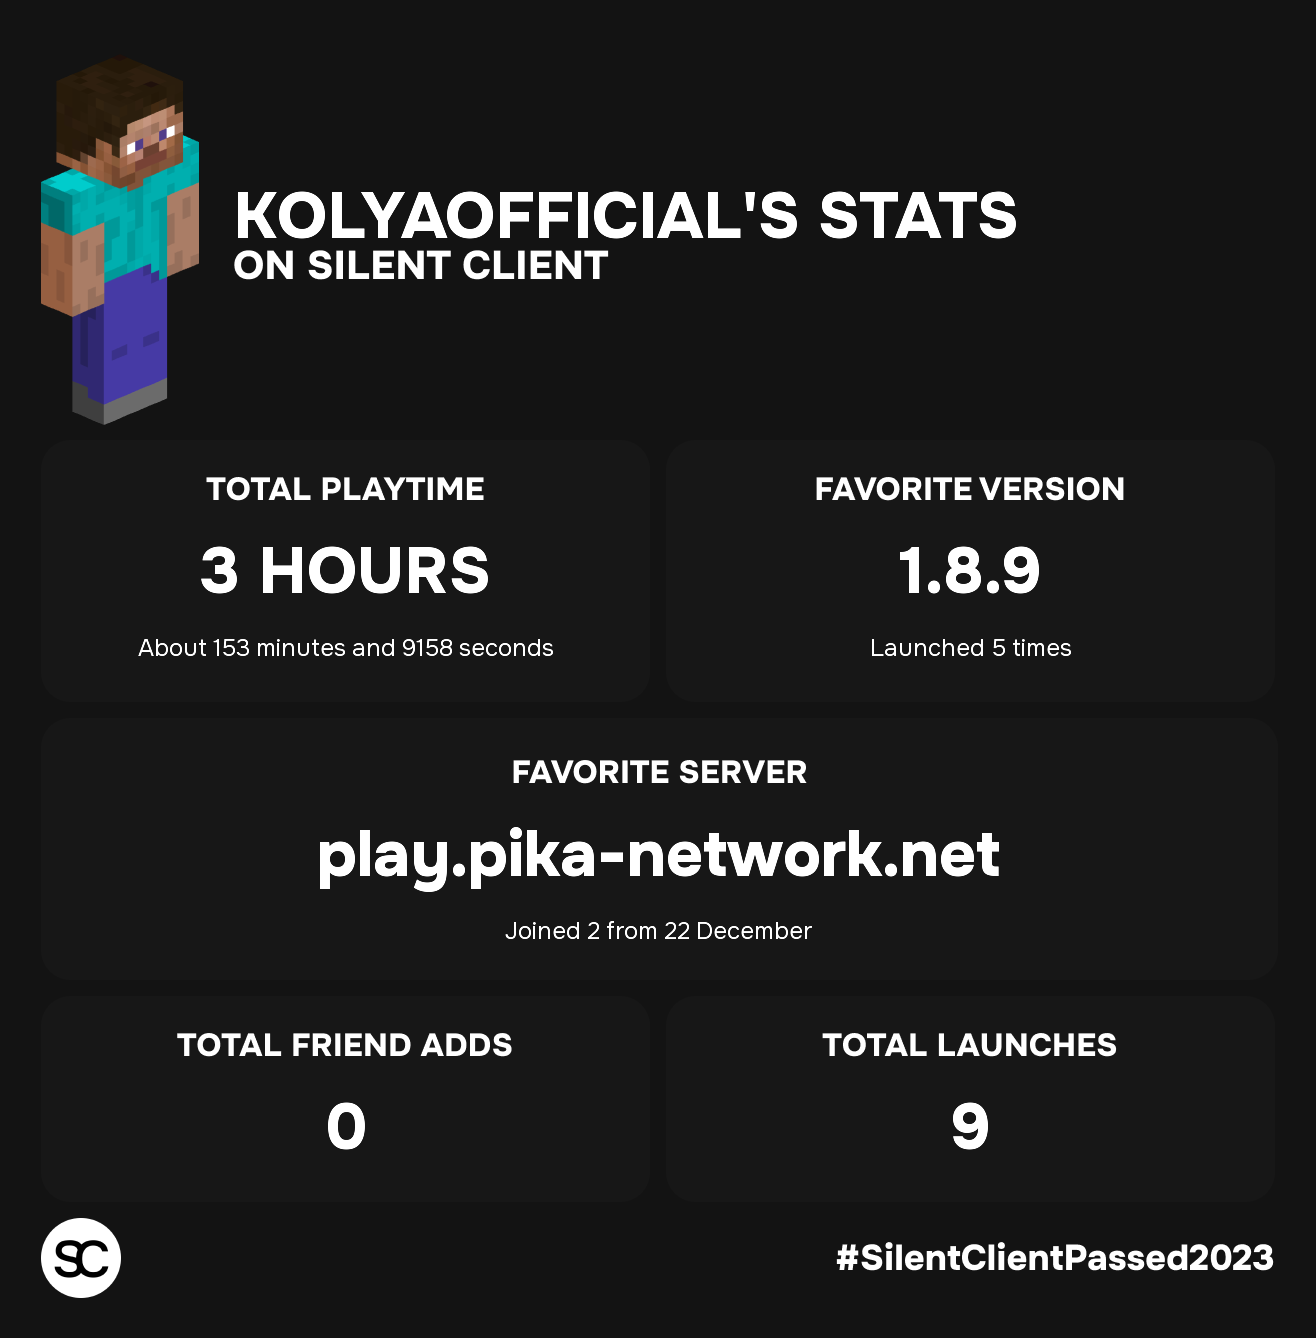 KOLYAOFFICIAL'S STATS
ON SILENT CLIENT
TOTAL PLAYTIME
3 HOURS
About 153 minutes and 9158 seconds
FAVORITE VERSION
1.8.9
Launched 5 times
FAVORITE SERVER
play.pika-network.net
Joined 2 from 22 December
TOTAL FRIEND ADDS
0
TOTAL LAUNCHES
9
SC
#SilentClientPassed2023